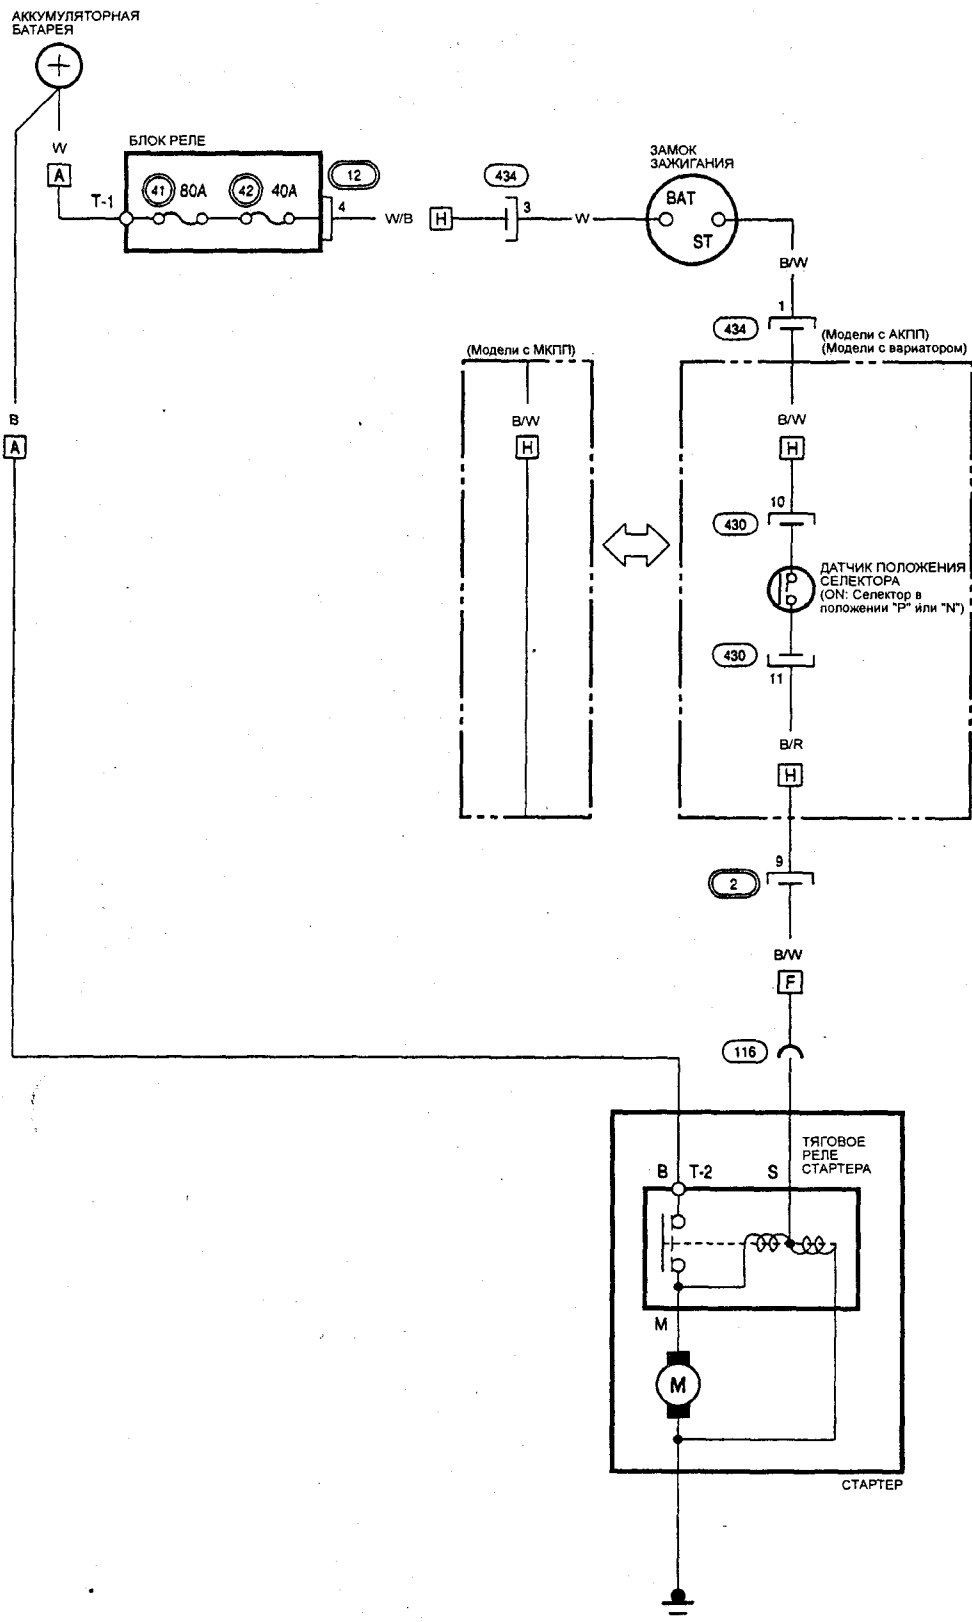 АККУМУЛЯТОРНАЯ
БАТАРЕЯ
+
W
A
T-1
БЛОК РЕЛЕ
41 80A 42 40A
12
4
W/B
H
434
3
W
ЗАМОК
ЗАЖИГАНИЯ
BAT
ST
B/W
1
434
(Модели с АКПП)
(Модели с вариатором)
(Модели с МКПП)
B
A
B/W
H
B/W
H
10
430
ДАТЧИК ПОЛОЖЕНИЯ
СЕЛЕКТОРА
(ON: Селектор в
положении "P" или "N")
430
11
B/R
H
9
2
B/W
F
116
ТЯГОВОЕ
РЕЛЕ
СТАРТЕРА
B T-2 S
M
M
СТАРТЕР